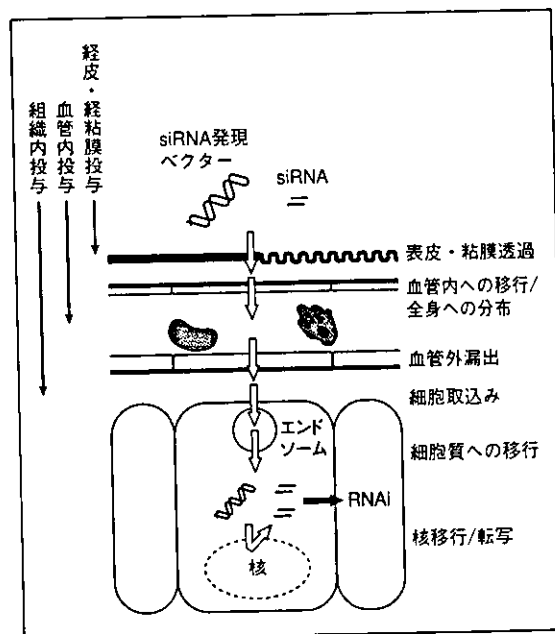 経皮・経粘膜投与
血管内投与
組織内投与
siRNA発現
ベクター
siRNA
表皮・粘膜透過
血管内への移行/
全身への分布
血管外漏出
細胞取込み
エンド
ソーム
細胞質への移行
RNAi
核移行/転写
核